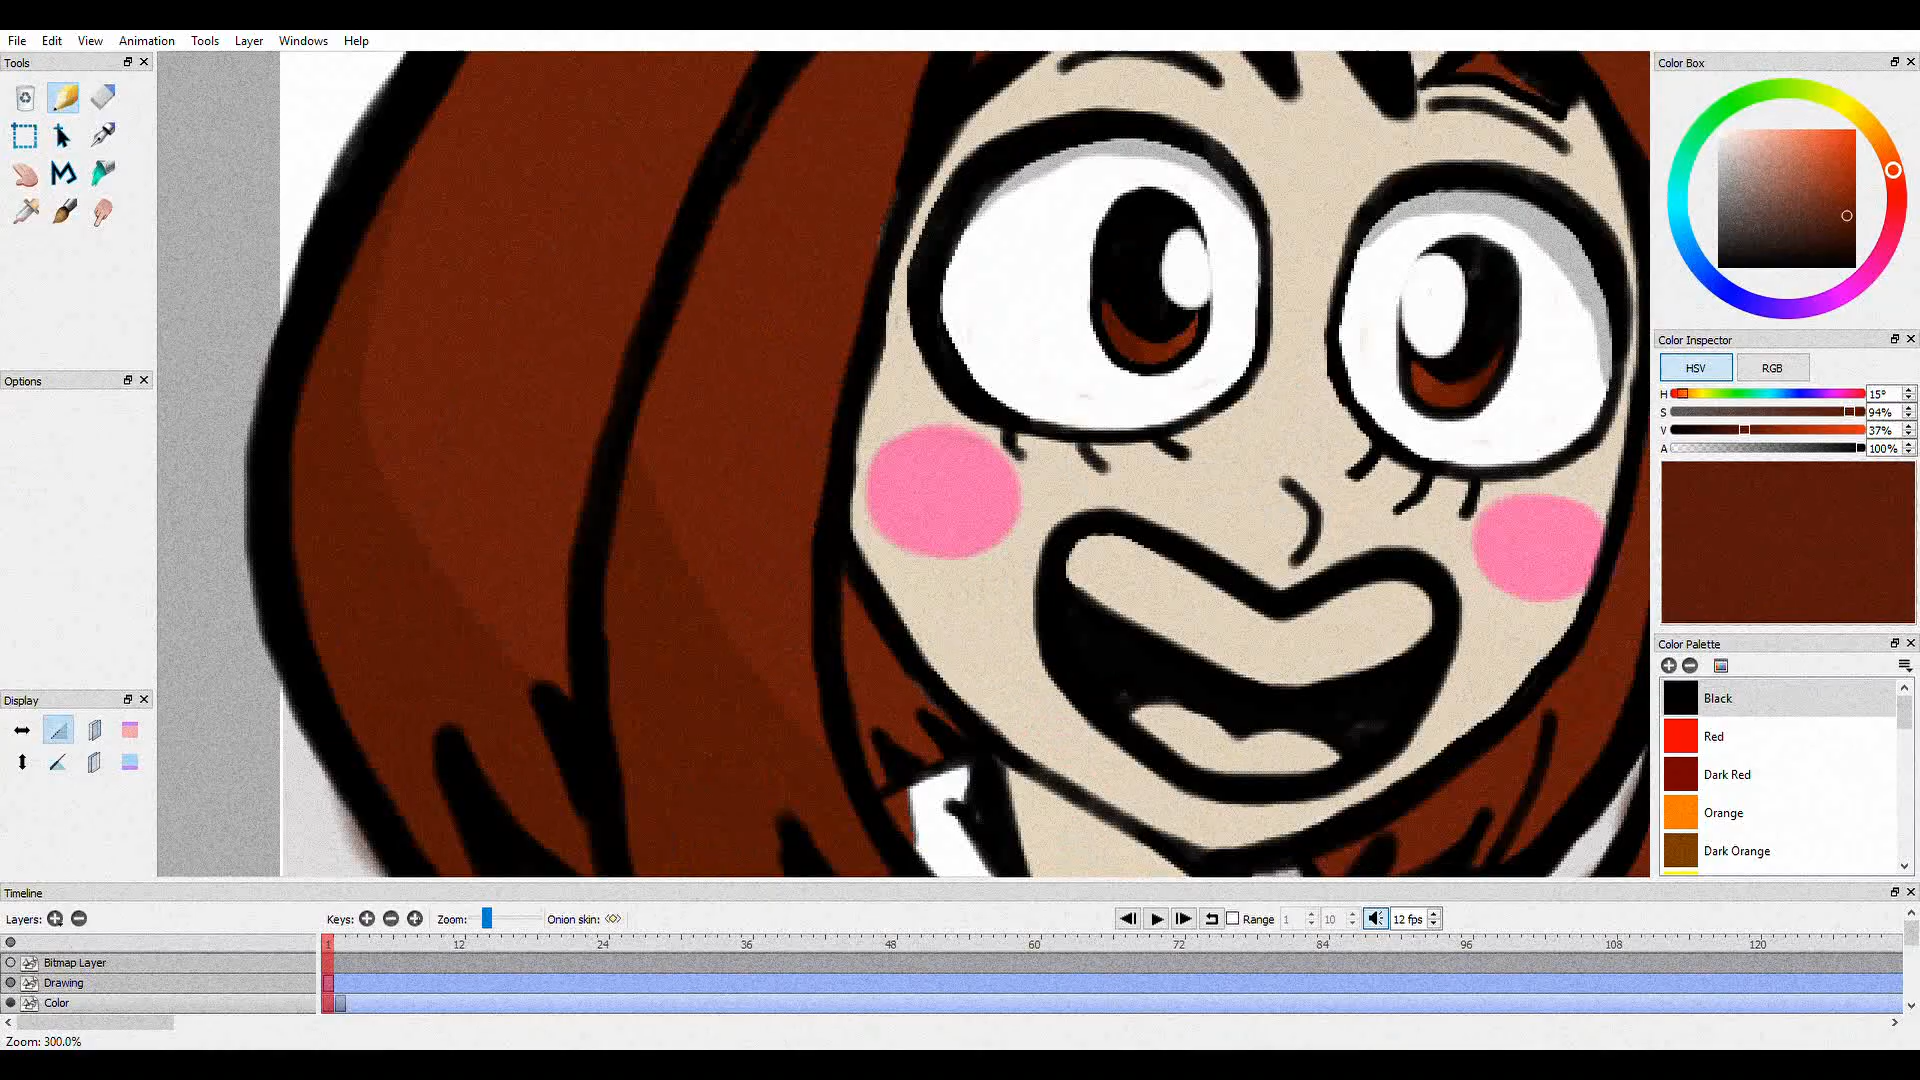 File Edit View Animation Tools Layer Windows Help
Tools
Color Box
Color Inspector
HSV RGB
H 15°
S 94%
V 37%
A 100%
Options
Color Palette
Black
Red
Dark Red
Orange
Dark Orange
Display
Timeline
Layers: Keys: Zoom: Onion skin: Range 1 10 12 fps
1 12 24 36 48 60 72 84 96 108 120
Bitmap Layer
Drawing
Color
Zoom: 300.0%